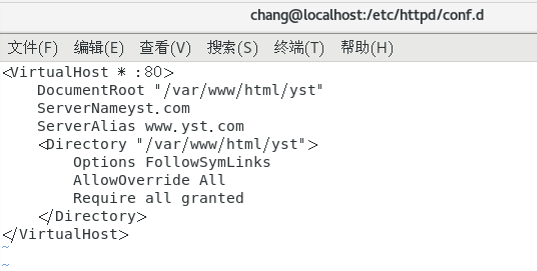 chang@localhost:/etc/httpd/conf.d
文件(F) 编辑(E) 查看(V) 搜索(S) 终端(T) 帮助(H)
<VirtualHost * :80>
    DocumentRoot "/var/www/html/yst"
    ServerNameyst.com
    ServerAlias www.yst.com
    <Directory "/var/www/html/yst">
        Options FollowSymLinks
        AllowOverride All
        Require all granted
    </Directory>
</VirtualHost>
~
~